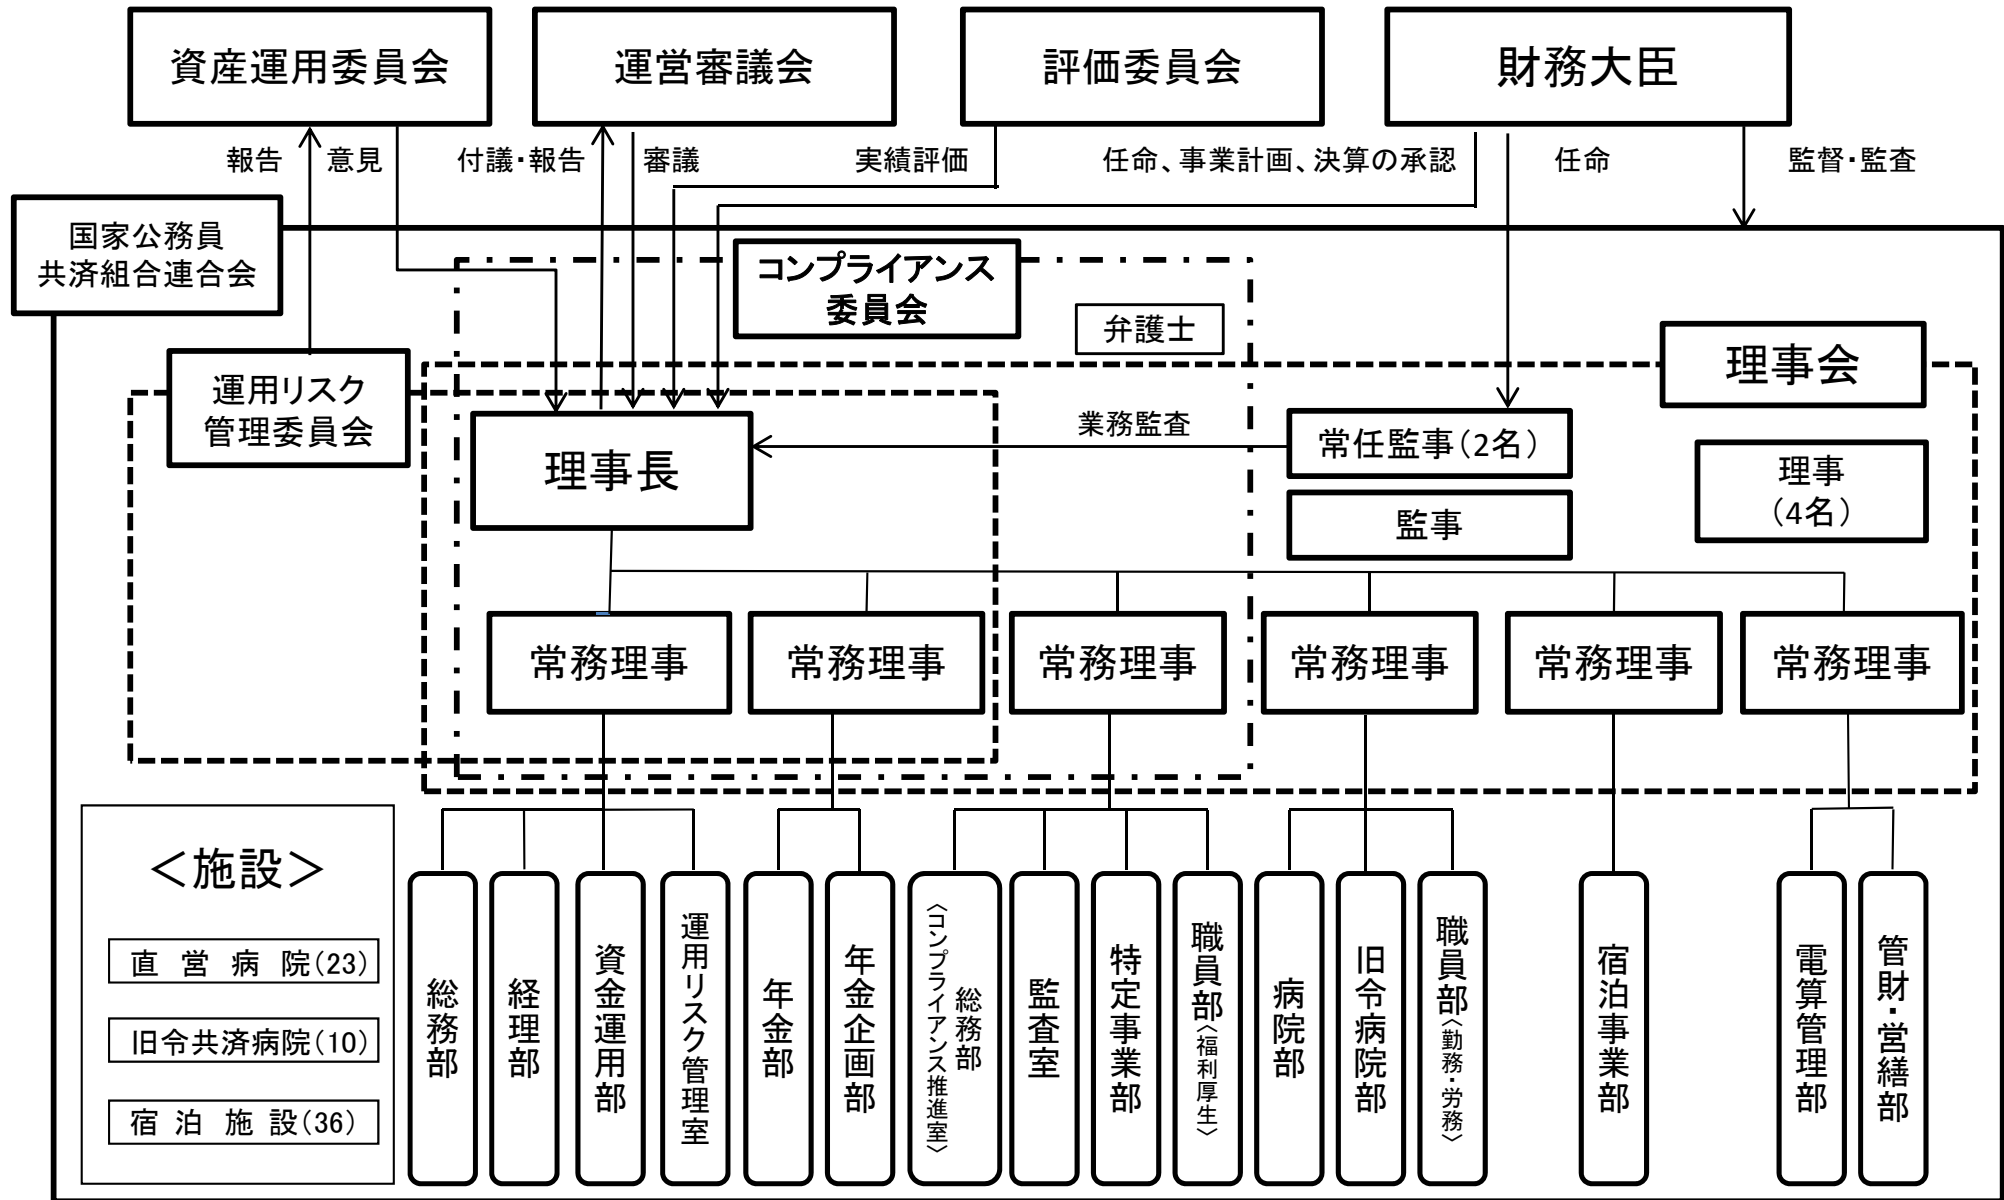 資産運用委員会
運営審議会
評価委員会
財務大臣
報告
意見
付議・報告
審議
実績評価
任命、事業計画、決算の承認
任命
監督・監査
国家公務員
共済組合連合会
コンプライアンス
委員会
弁護士
理事会
運用リスク
管理委員会
業務監査
常任監事(2名)
理事長
理事
(4名)
監事
常務理事
常務理事
常務理事
常務理事
常務理事
常務理事
<施設>
直営病院(23)
旧令共済病院(10)
宿泊施設(36)
総務部
経理部
資金運用部
運用リスク管理室
年金部
年金企画部
総務部
〈コンプライアンス推進室〉
監査室
特定事業部
職員部〈福利厚生〉
病院部
旧令病院部
職員部〈勤務・労務〉
宿泊事業部
電算管理部
管財・営繕部